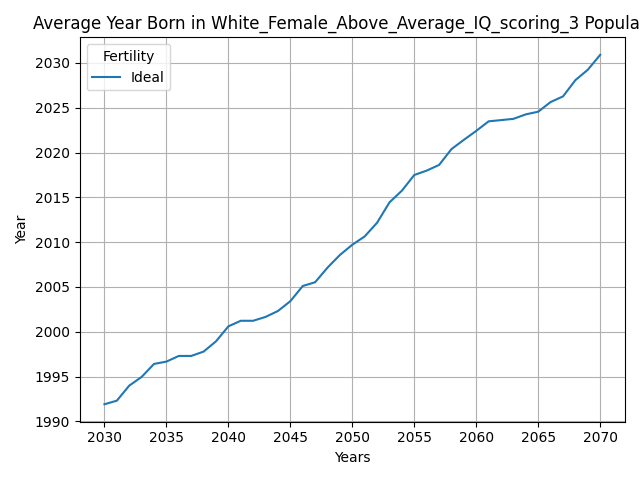 Average Year Born in White_Female_Above_Average_IQ_scoring_3 Popula
Fertility
Ideal
2030
2025
2020
2015
2010
2005
2000
1995
1990
Year
2030 2035 2040 2045 2050 2055 2060 2065 2070
Years